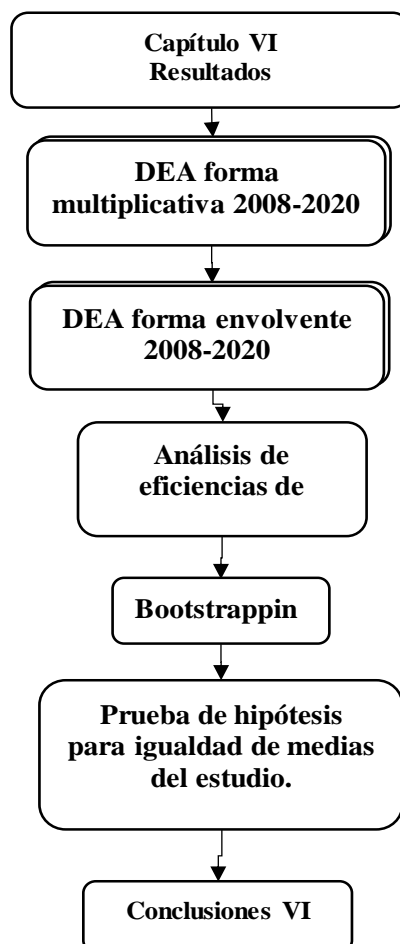 Capítulo VI
Resultados
DEA forma
multiplicativa 2008-2020
DEA forma envolvente
2008-2020
Análisis de
eficiencias de
Bootstrappin
Prueba de hipótesis
para igualdad de medias
del estudio.
Conclusiones VI